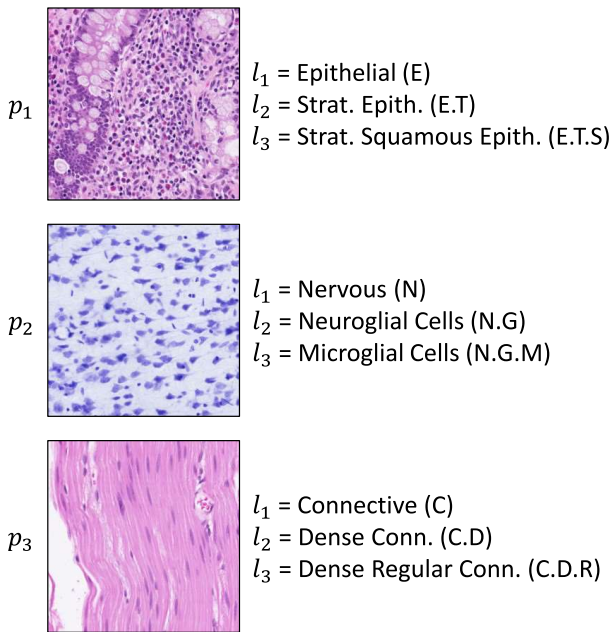 p₁
l₁ = Epithelial (E)
l₂ = Strat. Epith. (E.T)
l₃ = Strat. Squamous Epith. (E.T.S)
p₂
l₁ = Nervous (N)
l₂ = Neuroglial Cells (N.G)
l₃ = Microglial Cells (N.G.M)
p₃
l₁ = Connective (C)
l₂ = Dense Conn. (C.D)
l₃ = Dense Regular Conn. (C.D.R)